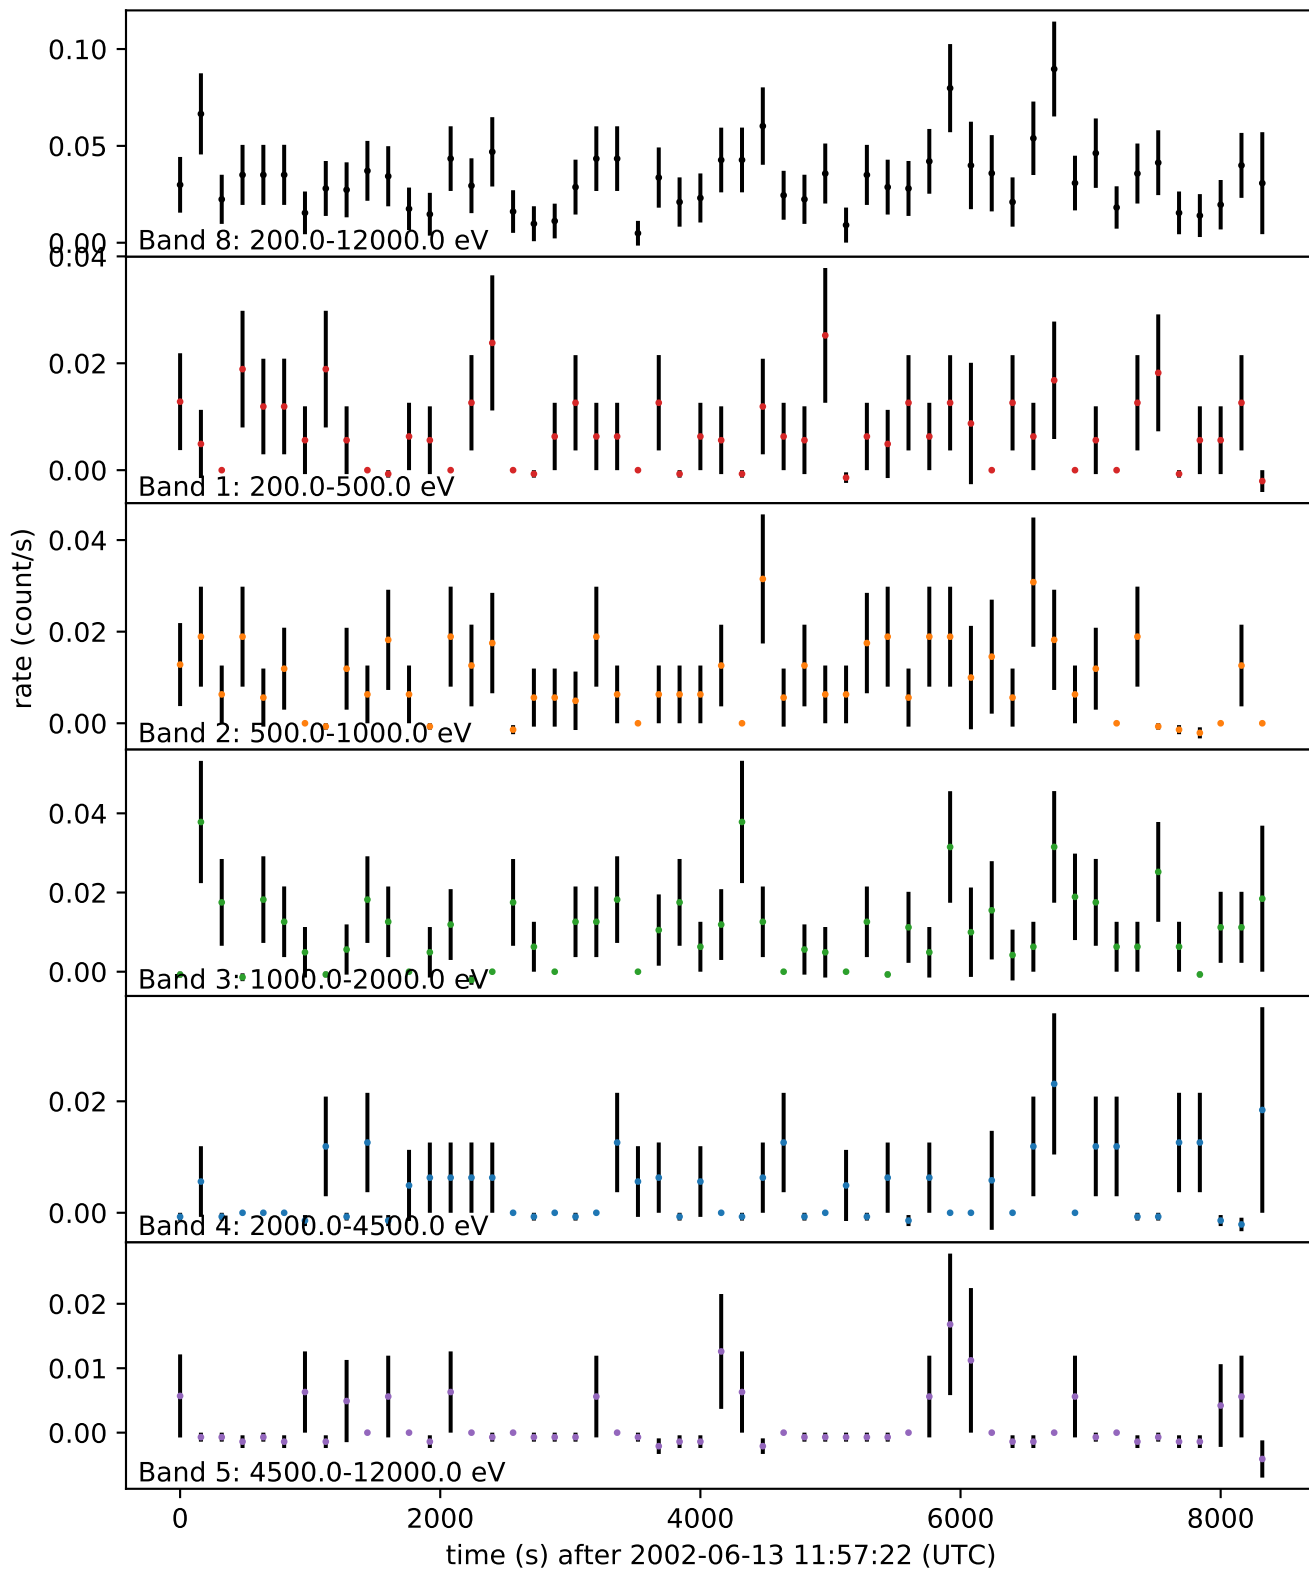 0.10
0.05
0.00
Band 8: 200.0-12000.0 eV
0.04
0.02
0.00
Band 1: 200.0-500.0 eV
0.04
0.02
0.00
Band 2: 500.0-1000.0 eV
rate (count/s)
0.04
0.02
0.00
Band 3: 1000.0-2000.0 eV
0.02
0.00
Band 4: 2000.0-4500.0 eV
0.02
0.01
0.00
Band 5: 4500.0-12000.0 eV
0 2000 4000 6000 8000
time (s) after 2002-06-13 11:57:22 (UTC)